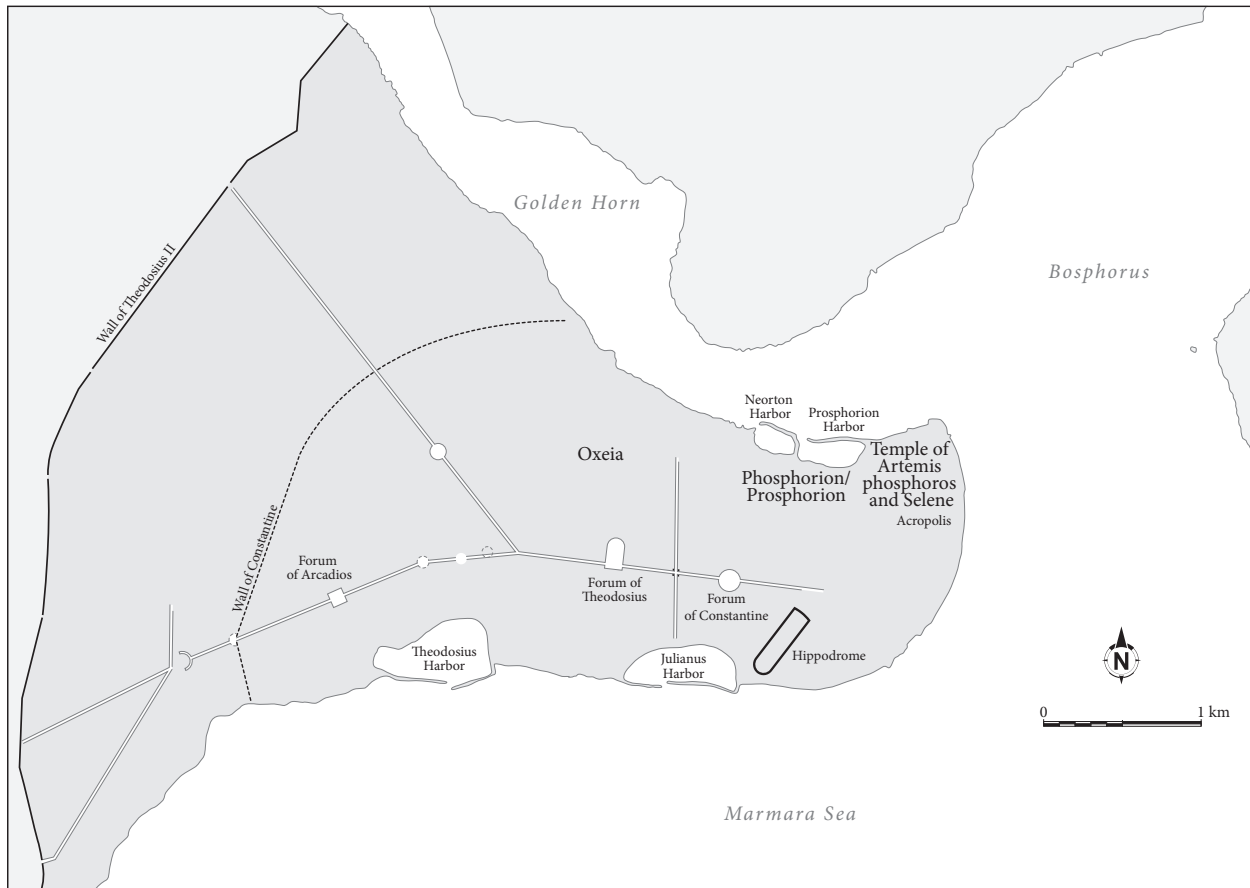 Golden Horn
Bosphorus
Wall of Theodosius II
Neorton
Harbor
Prosphorion
Harbor
Oxeia
Temple of
Artemis
phosphoros
and Selene
Phosphorion/
Prosphorion
Acropolis
Wall of Constantine
Forum
of Arcadios
Forum of
Theodosius
Forum
of Constantine
Theodosius
Harbor
Julianus
Harbor
Hippodrome
N
0
1 km
Marmara Sea